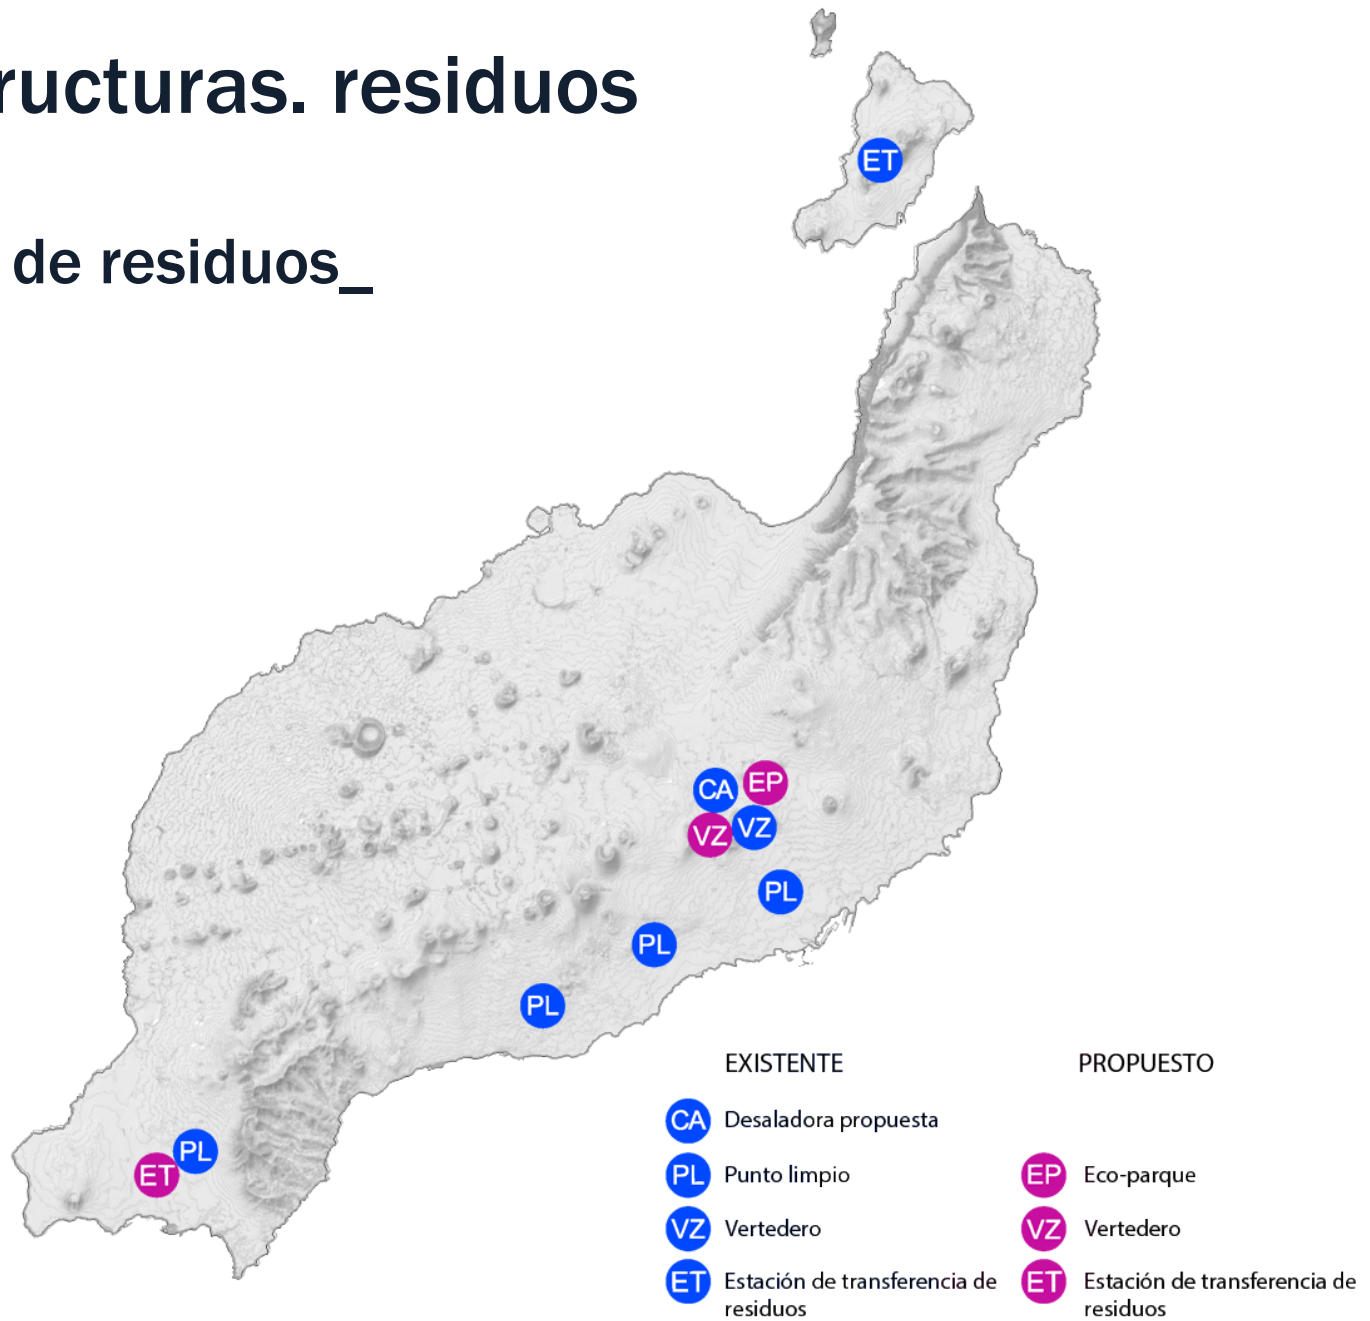 ructuras. residuos
de residuos_
ET
CA
EP
VZ
VZ
PL
PL
PL
PL
ET
EXISTENTE
PROPUESTO
CA Desaladora propuesta
PL Punto limpio
EP Eco-parque
VZ Vertedero
VZ Vertedero
ET Estación de transferencia de
residuos
ET Estación de transferencia de
residuos